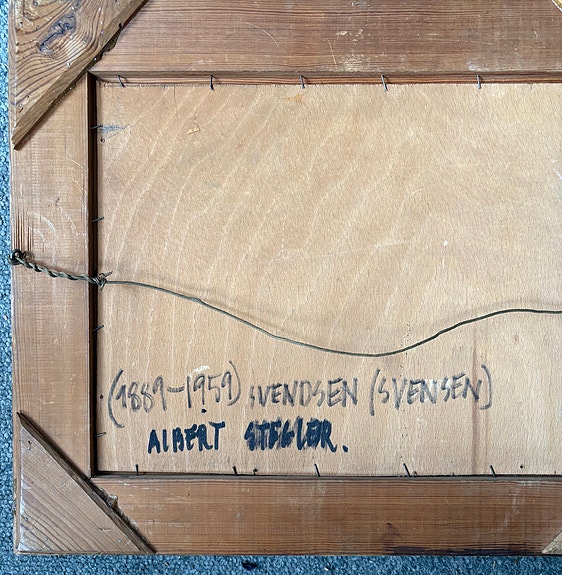 (1889-1959) SVENDSEN (SVENSEN)
ALBERT STEGLER.